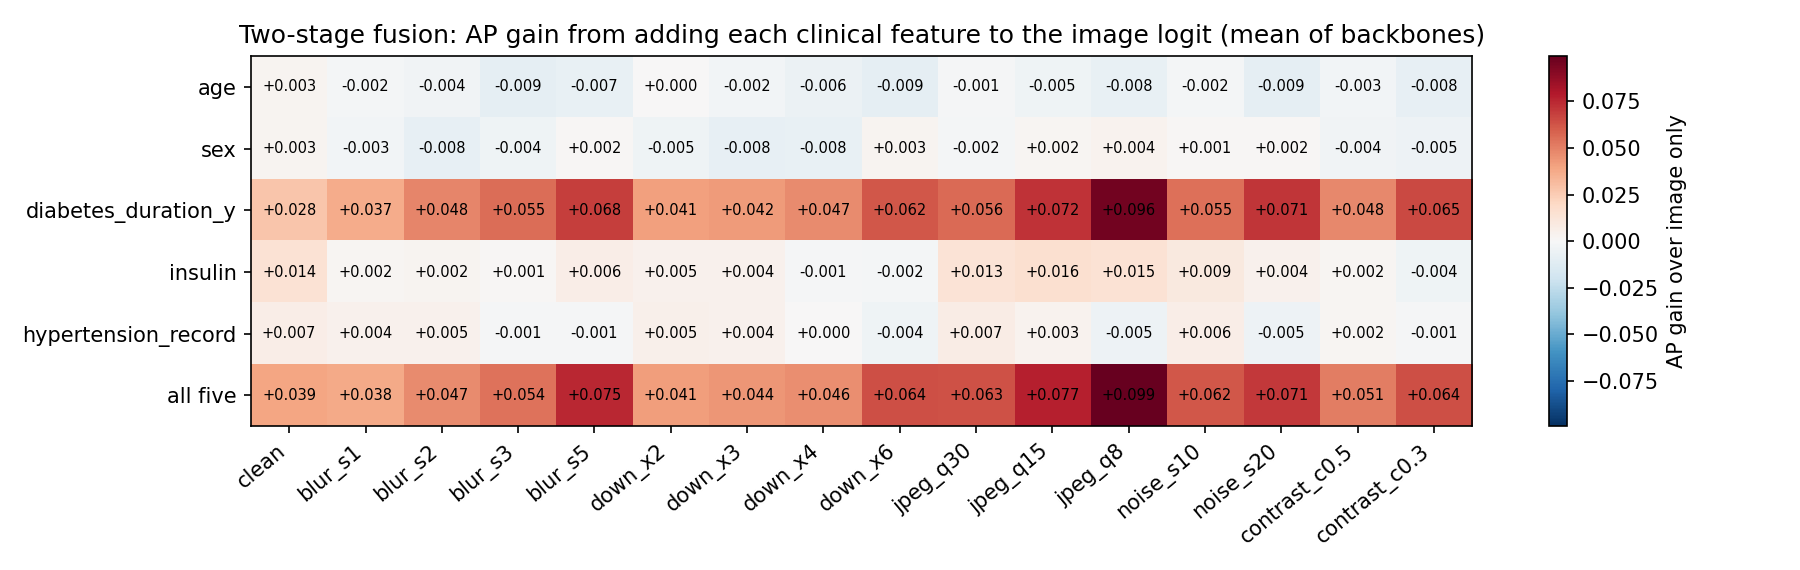 Two-stage fusion: AP gain from adding each clinical feature to the image logit (mean of backbones)
age +0.003 -0.002 -0.004 -0.009 -0.007 +0.000 -0.002 -0.006 -0.009 -0.001 -0.005 -0.008 -0.002 -0.009 -0.003 -0.008
sex +0.003 -0.003 -0.008 -0.004 +0.002 -0.005 -0.008 -0.008 +0.003 -0.002 +0.002 +0.004 +0.001 +0.002 -0.004 -0.005
diabetes_duration_y +0.028 +0.037 +0.048 +0.055 +0.068 +0.041 +0.042 +0.047 +0.062 +0.056 +0.072 +0.096 +0.055 +0.071 +0.048 +0.065
insulin +0.014 +0.002 +0.002 +0.001 +0.006 +0.005 +0.004 -0.001 -0.002 +0.013 +0.016 +0.015 +0.009 +0.004 +0.002 -0.004
hypertension_record +0.007 +0.004 +0.005 -0.001 -0.001 +0.005 +0.004 +0.000 -0.004 +0.007 +0.003 -0.005 +0.006 -0.005 +0.002 -0.001
all five +0.039 +0.038 +0.047 +0.054 +0.075 +0.041 +0.044 +0.046 +0.064 +0.063 +0.077 +0.099 +0.062 +0.071 +0.051 +0.064
clean blur_s1 blur_s2 blur_s3 blur_s5 down_x2 down_x3 down_x4 down_x6 jpeg_q30 jpeg_q15 jpeg_q8 noise_s10 noise_s20 contrast_c0.5 contrast_c0.3
0.075
0.050
0.025
0.000
−0.025
−0.050
−0.075
AP gain over image only